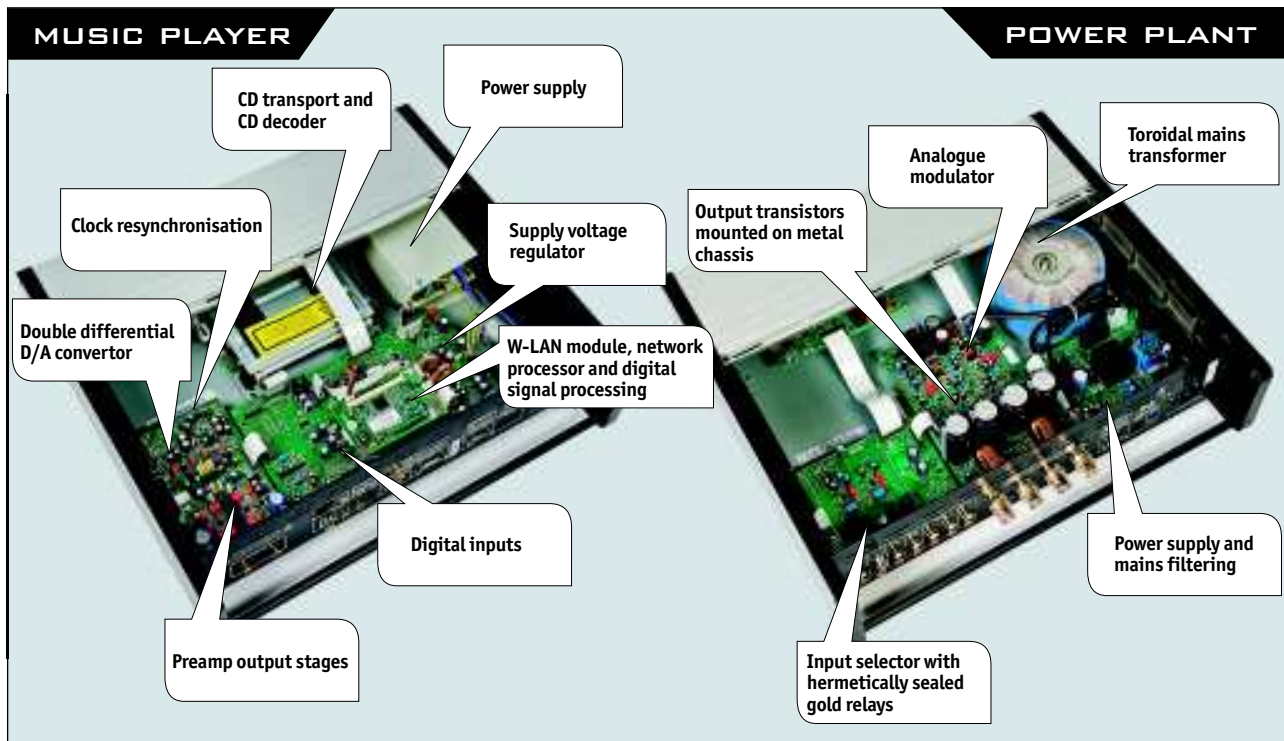 MUSIC PLAYER
POWER PLANT
CD transport and
CD decoder
Power supply
Clock resynchronisation
Supply voltage
regulator
Double differential
D/A convertor
W-LAN module, network
processor and digital
signal processing
Digital inputs
Preamp output stages
Toroidal mains
transformer
Analogue
modulator
Output transistors
mounted on metal
chassis
Power supply and
mains filtering
Input selector with
hermetically sealed
gold relays